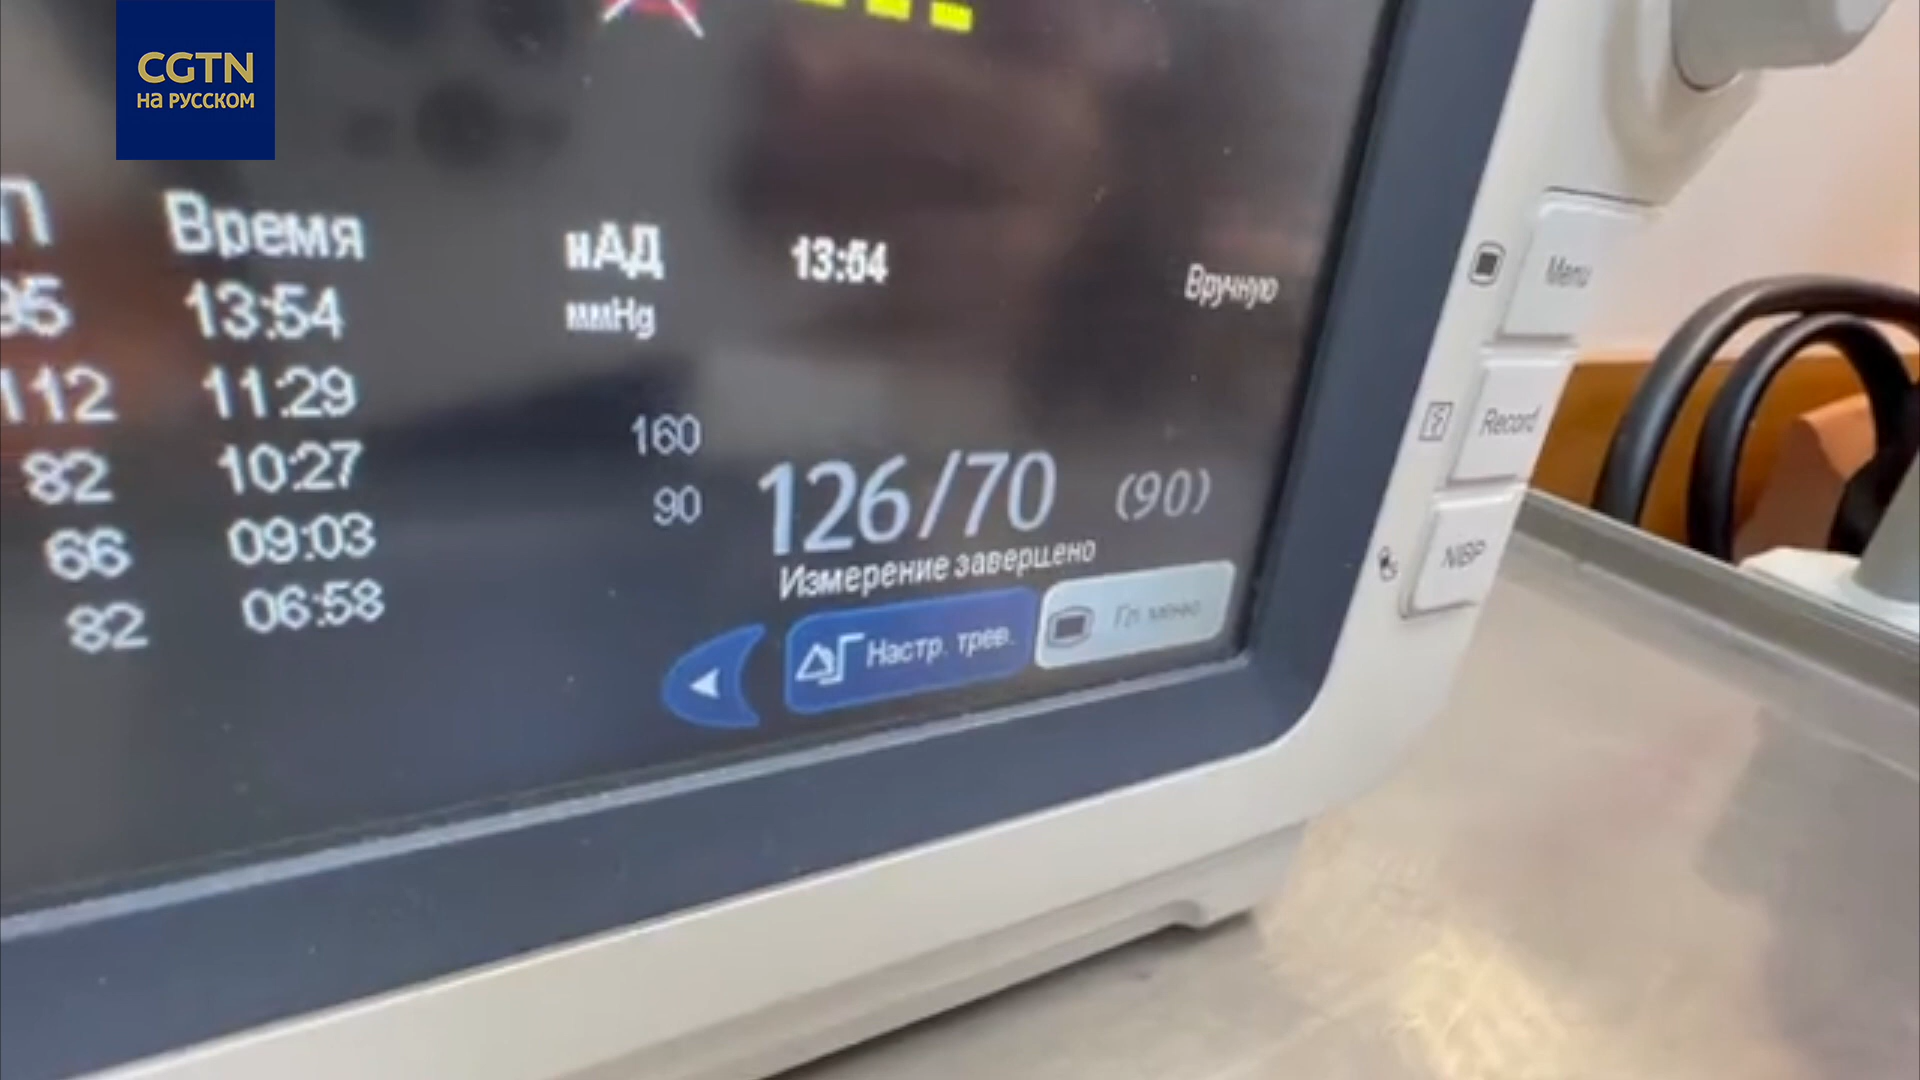 CGTN
на русском
П Время
95 13:54
112 11:29
82 10:27
66 09:03
82 06:58
нАД 13:54 Вручную
ммHg
160
90
126/70 (90)
Измерение завершено
Настр. трев.
Гл. меню
Menu
Record
NIBP